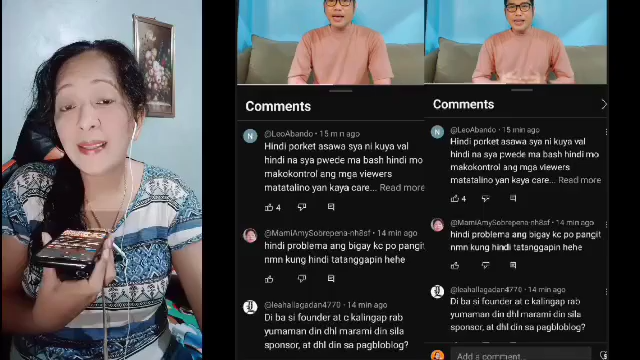 Comments
@LeoAbando · 15 min ago
Hindi porket asawa sya ni kuya val
hindi na sya pwede ma bash hindi mo
makokontrol ang mga viewers
matatalino yan kaya care... Read more
4
@MamiAmySobrepena-nh8sf · 14 min ago
hindi problema ang bigay kc po pangit
nmn kung hindi tatanggapin hehe
@leahallagadan4770 · 14 min ago
Di ba si founder at c kalingap rab
yumaman din dhl marami din sila
sponsor, at dhl din sa pagbloblog?
Comments
@LeoAbando · 15 min ago
Hindi porket asawa sya ni kuya val
hindi na sya pwede ma bash hindi mo
makokontrol ang mga viewers
matatalino yan kaya care... Read more
4
@MamiAmySobrepena-nh8sf · 14 min ago
hindi problema ang bigay kc po pangit
nmn kung hindi tatanggapin hehe
@leahallagadan4770 · 14 min ago
Di ba si founder at c kalingap rab
yumaman din dhl marami din sila
sponsor, at dhl din sa pagbloblog?
Add a comment...